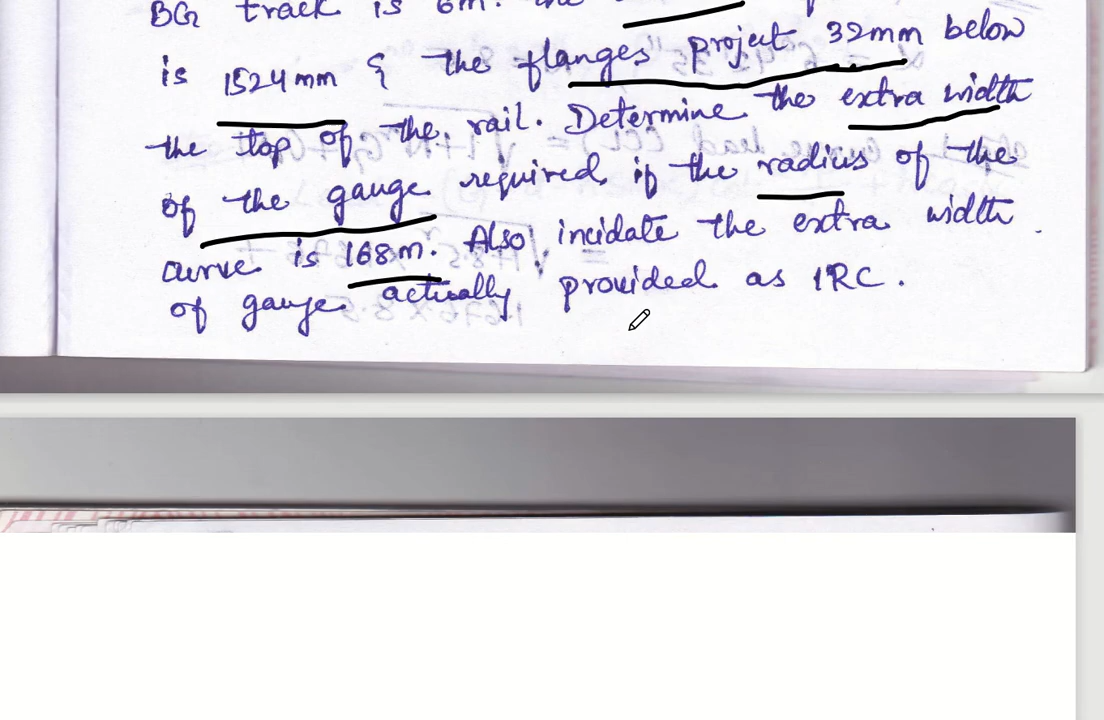 BG track is 6m. the
is 1524mm & the flanges project 32mm below
the top of the rail. Determine the extra width
of the gauge required if the radius of the
curve is 168m. Also incidate the extra width
of gauge actually provided as IRC.